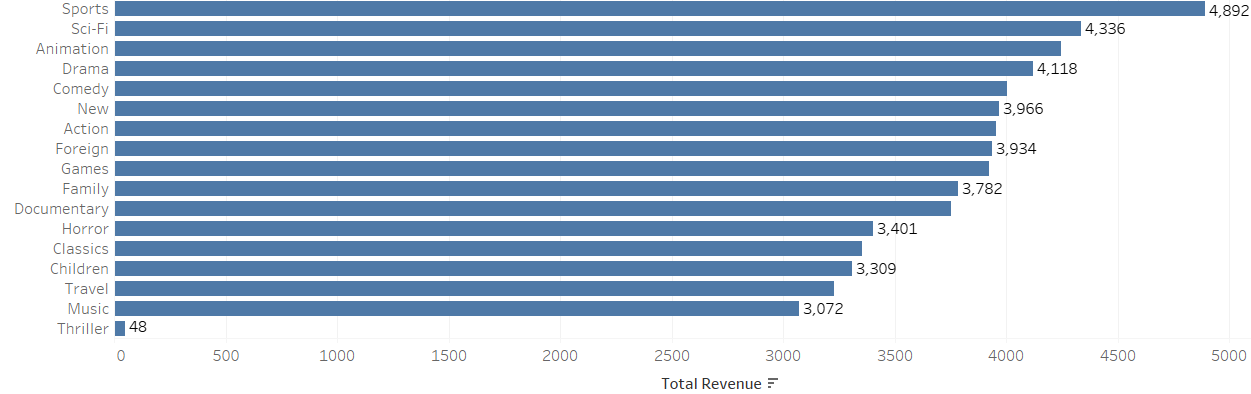 Sports 4,892
Sci-Fi 4,336
Animation
Drama 4,118
Comedy
New 3,966
Action
Foreign 3,934
Games
Family 3,782
Documentary
Horror 3,401
Classics
Children 3,309
Travel
Music 3,072
Thriller 48
0 500 1000 1500 2000 2500 3000 3500 4000 4500 5000
Total Revenue